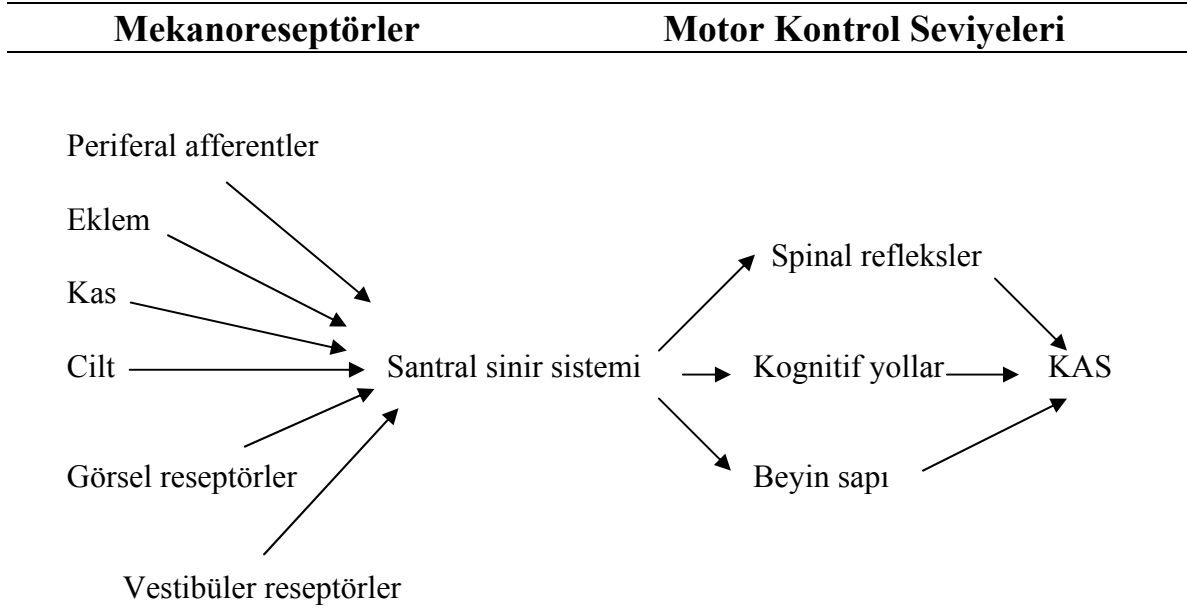 Mekanoreseptörler Motor Kontrol Seviyeleri
Periferal afferentler
Eklem
Spinal refleksler
Kas
Cilt Santral sinir sistemi Kognitif yollar KAS
Görsel reseptörler Beyin sapı
Vestibüler reseptörler